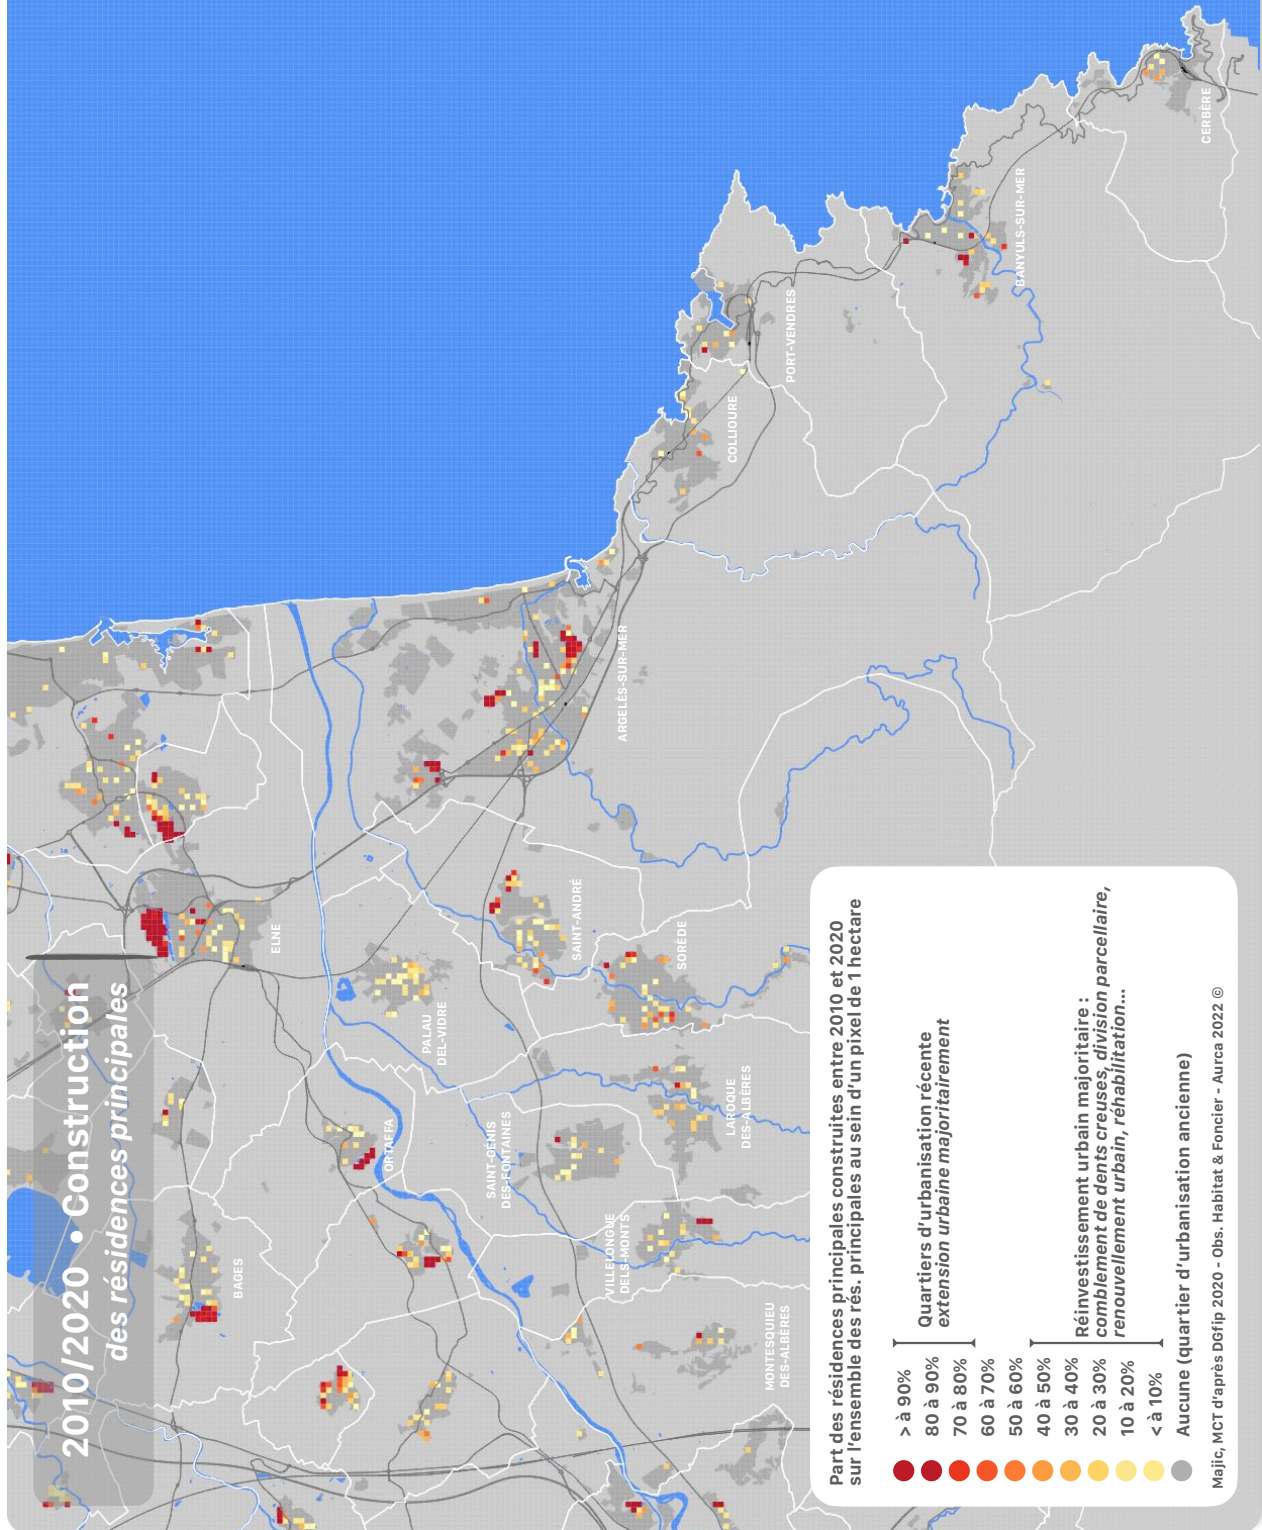 2010/2020 • Construction
des résidences principales
CERBÈRE
BANYULS-SUR-MER
PORT-VENDRES
COLLIOURE
ARGELÈS-SUR-MER
ELNE
SAINT-ANDRÉ
SORÈDE
PALAU
DEL-VIDRE
LAROQUE
DES-ALBÈRES
ORTAFFA
SAINT-GÉNIS
DES-FONTAINES
VILLELONGUE
DELS-MONTS
BAGES
MONTESQUIEU
DES-ALBÈRES
Part des résidences principales construites entre 2010 et 2020
sur l'ensemble des rés. principales au sein d'un pixel de 1 hectare
> à 90%
80 à 90%
70 à 80%
60 à 70%
50 à 60%
40 à 50%
30 à 40%
20 à 30%
10 à 20%
< à 10%
Aucune (quartier d'urbanisation ancienne)
Quartiers d'urbanisation récente
extension urbaine majoritairement
Réinvestissement urbain majoritaire :
comblement de dents creuses, division parcellaire,
renouvellement urbain, réhabilitation...
Majic, MCT d'après DGfip 2020 - Obs. Habitat & Foncier - Aurca 2022 ©